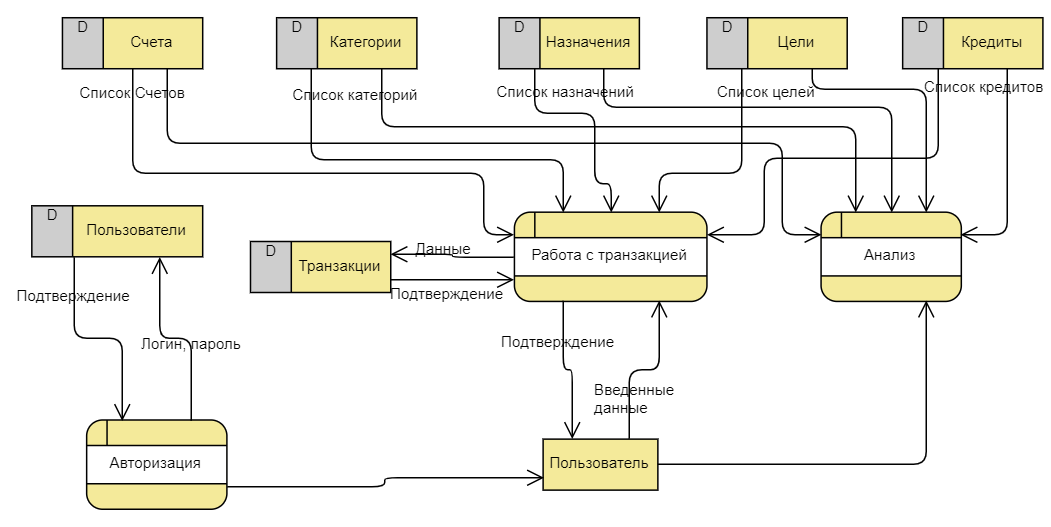 D
Счета
D
Категории
D
Назначения
D
Цели
D
Кредиты
Список Счетов
Список категорий
Список назначений
Список целей
Список кредитов
D
Пользователи
D
Транзакции
Данные
Работа с транзакцией
Анализ
Подтверждение
Подтверждение
Логин, пароль
Подтверждение
Введенные
данные
Авторизация
Пользователь